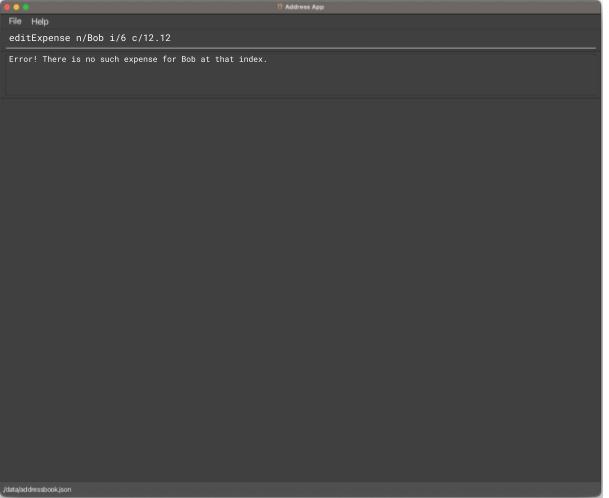 Address App
File Help
editExpense n/Bob i/6 c/12.12
Error! There is no such expense for Bob at that index.
./data/addressbook.json